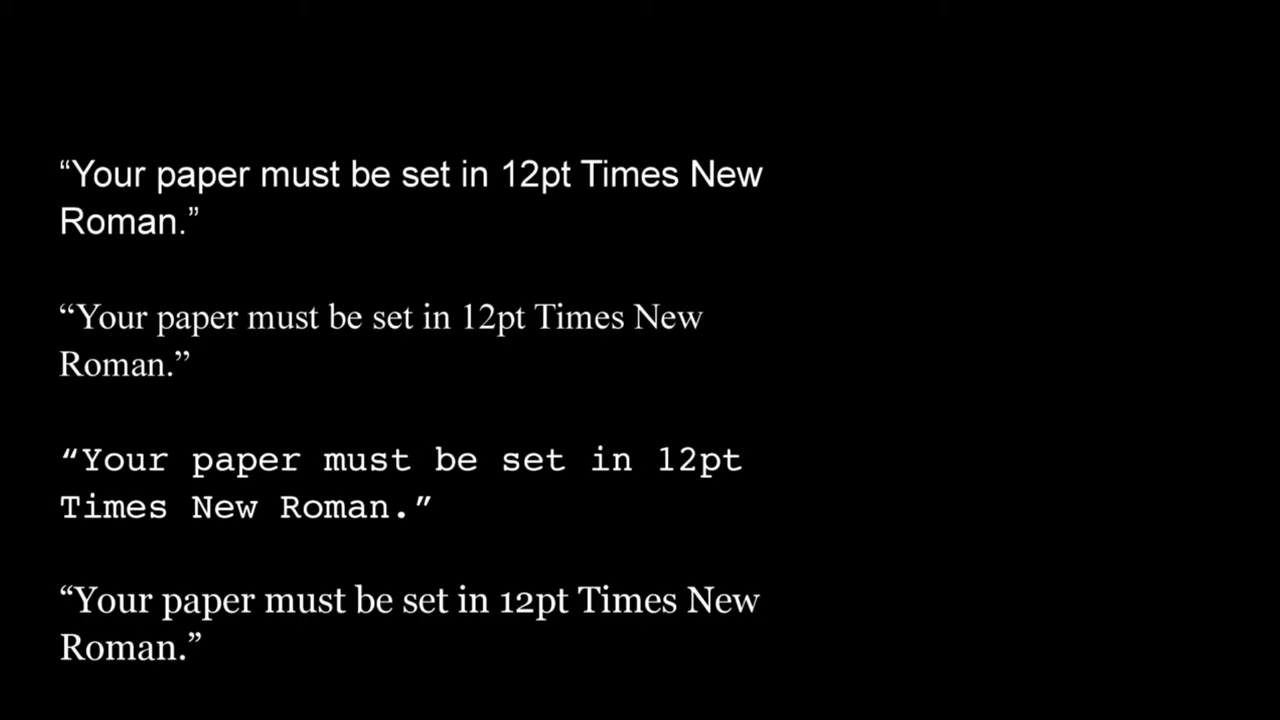 “Your paper must be set in 12pt Times New
Roman.”
“Your paper must be set in 12pt Times New
Roman.”
“Your paper must be set in 12pt
Times New Roman.”
“Your paper must be set in 12pt Times New
Roman.”